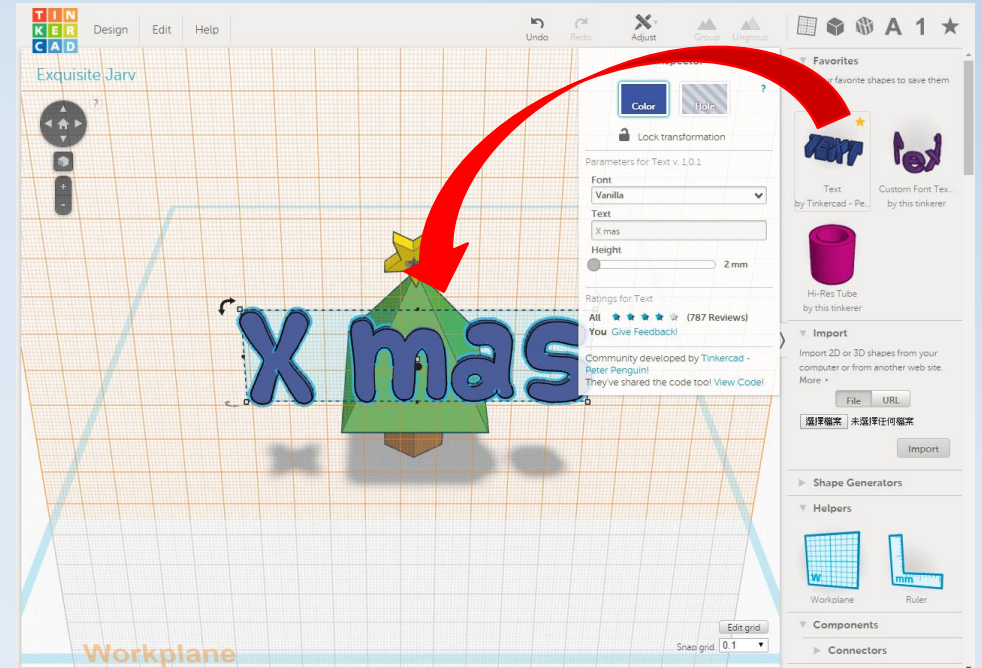 TIN
KER
CAD
Design
Edit
Help
Undo
Redo
Adjust
Group
Ungroup
A
1
Exquisite Jarv
?
+
-
Color
Hole
?
Lock transformation
Parameters for Text v. 1.0.1
Font
Vanilla
Text
X mas
Height
2 mm
Ratings for Text
All
(787 Reviews)
You Give Feedback!
Community developed by Tinkercad -
Peter Penguin!
They've shared the code too! View Code!
X mas
Workplane
Edit grid
Snap grid 0.1
Favorites
favorite shapes to save them
TEXT
Text
by Tinkercad - Pe...
Custom Font Tex...
by this tinkerer
Hi-Res Tube
by this tinkerer
Import
Import 2D or 3D shapes from your
computer or from another web site.
More
File
URL
選擇檔案 未選擇任何檔案
Import
Shape Generators
Helpers
W
Workplane
mm
Ruler
Components
Connectors